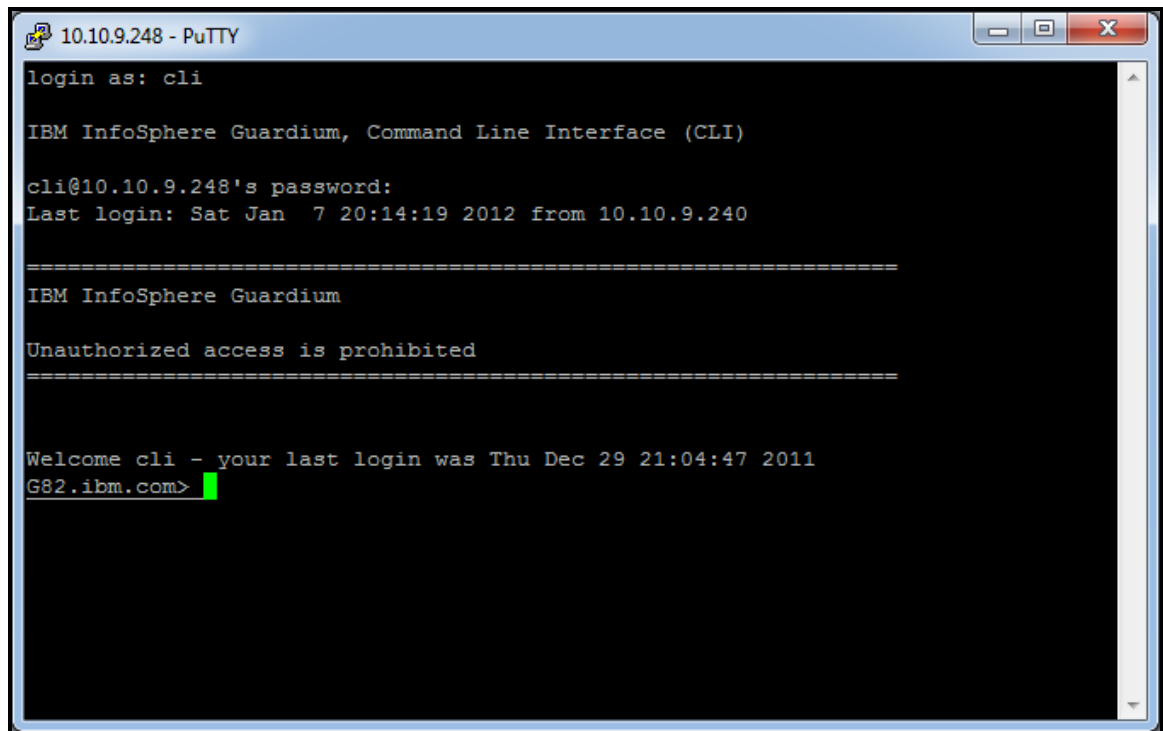 10.10.9.248 - PuTTY
login as: cli
IBM InfoSphere Guardium, Command Line Interface (CLI)
cli@10.10.9.248's password:
Last login: Sat Jan  7 20:14:19 2012 from 10.10.9.240
================================================================
IBM InfoSphere Guardium
Unauthorized access is prohibited
================================================================
Welcome cli - your last login was Thu Dec 29 21:04:47 2011
G82.ibm.com>